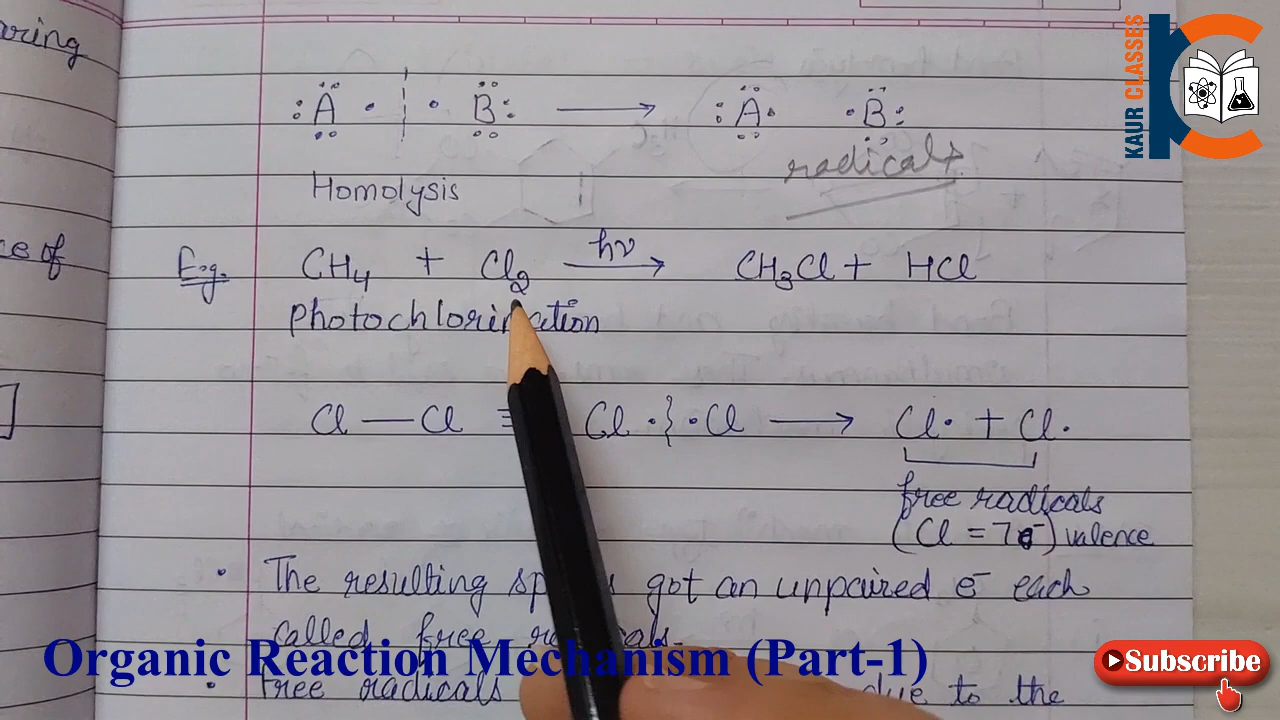 aring
:A· | ·B: ⟶ :A· ·B:
radicals
Homolysis
ce of
E.g. CH4 + Cl2 hν⟶ CH3Cl + HCl
photochlorination
Cl — Cl Cl·}·Cl ⟶ Cl· + Cl·
free radicals
(Cl = 7e⁻) valence
• The resulting got an unpaired e⁻ each
called free radicals.
• Free radicals due to the
KAUR CLASSES
Organic Reaction Mechanism (Part-1)
Subscribe